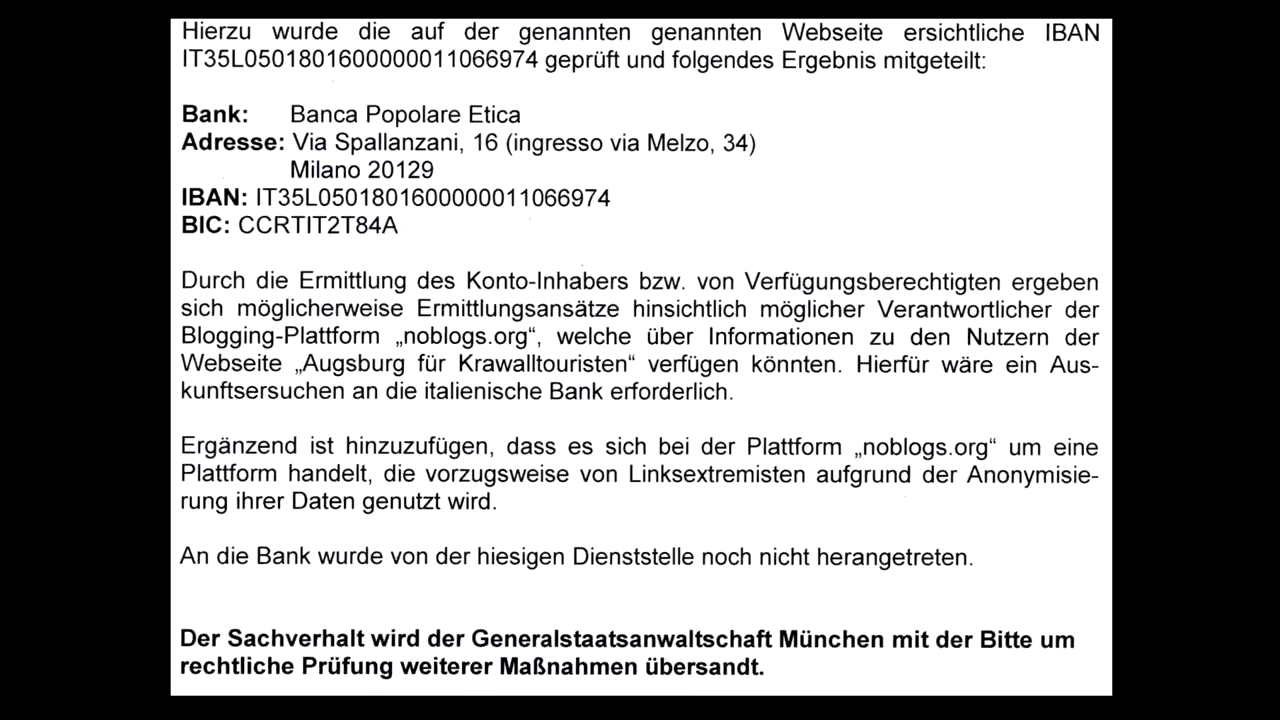 Hierzu wurde die auf der genannten genannten Webseite ersichtliche IBAN
IT35L0501801600000011066974 geprüft und folgendes Ergebnis mitgeteilt:
Bank: Banca Popolare Etica
Adresse: Via Spallanzani, 16 (ingresso via Melzo, 34)
Milano 20129
IBAN: IT35L0501801600000011066974
BIC: CCRTIT2T84A
Durch die Ermittlung des Konto-Inhabers bzw. von Verfügungsberechtigten ergeben
sich möglicherweise Ermittlungsansätze hinsichtlich möglicher Verantwortlicher der
Blogging-Plattform „noblogs.org“, welche über Informationen zu den Nutzern der
Webseite „Augsburg für Krawalltouristen“ verfügen könnten. Hierfür wäre ein Aus-
kunftsersuchen an die italienische Bank erforderlich.
Ergänzend ist hinzuzufügen, dass es sich bei der Plattform „noblogs.org“ um eine
Plattform handelt, die vorzugsweise von Linksextremisten aufgrund der Anonymisie-
rung ihrer Daten genutzt wird.
An die Bank wurde von der hiesigen Dienststelle noch nicht herangetreten.
Der Sachverhalt wird der Generalstaatsanwaltschaft München mit der Bitte um
rechtliche Prüfung weiterer Maßnahmen übersandt.